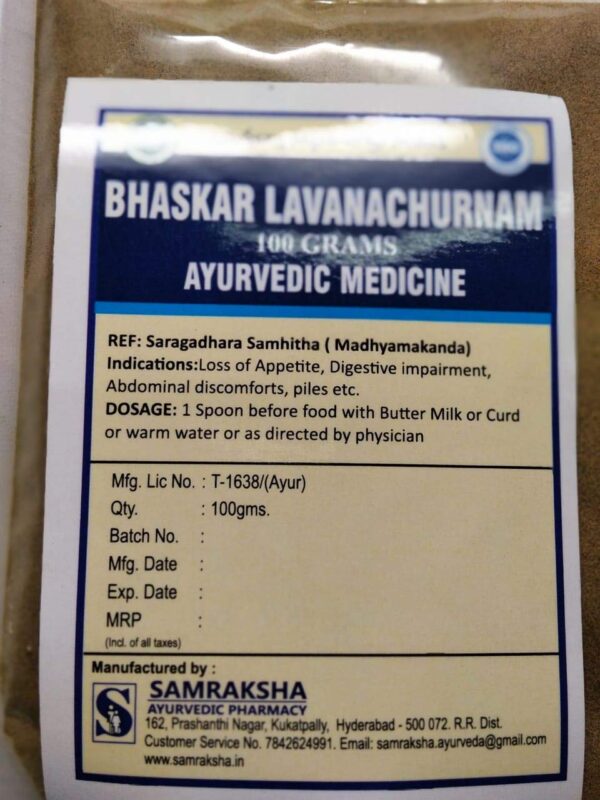 BHASKAR LAVANACHURNAM
100 GRAMS
AYURVEDIC MEDICINE
REF: Saragadhara Samhitha ( Madhyamakanda)
Indications:Loss of Appetite, Digestive impairment,
Abdominal discomforts, piles etc.
DOSAGE: 1 Spoon before food with Butter Milk or Curd
or warm water or as directed by physician
Mfg. Lic No. : T-1638/(Ayur)
Qty. : 100gms.
Batch No. :
Mfg. Date :
Exp. Date :
MRP :
(Incl. of all taxes)
Manufactured by :
SAMRAKSHA
AYURVEDIC PHARMACY
162, Prashanthi Nagar, Kukatpally, Hyderabad - 500 072. R.R. Dist.
Customer Service No. 7842624991. Email: samraksha.ayurveda@gmail.com
www.samraksha.in